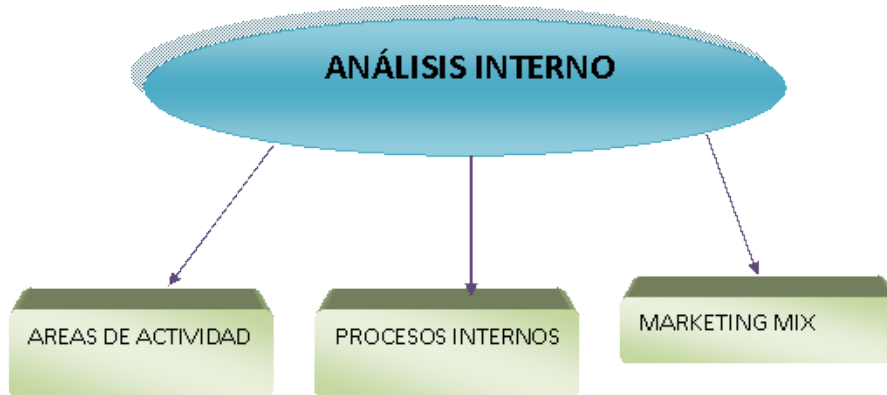 ANÁLISIS INTERNO
AREAS DE ACTIVIDAD
PROCESOS INTERNOS
MARKETING MIX